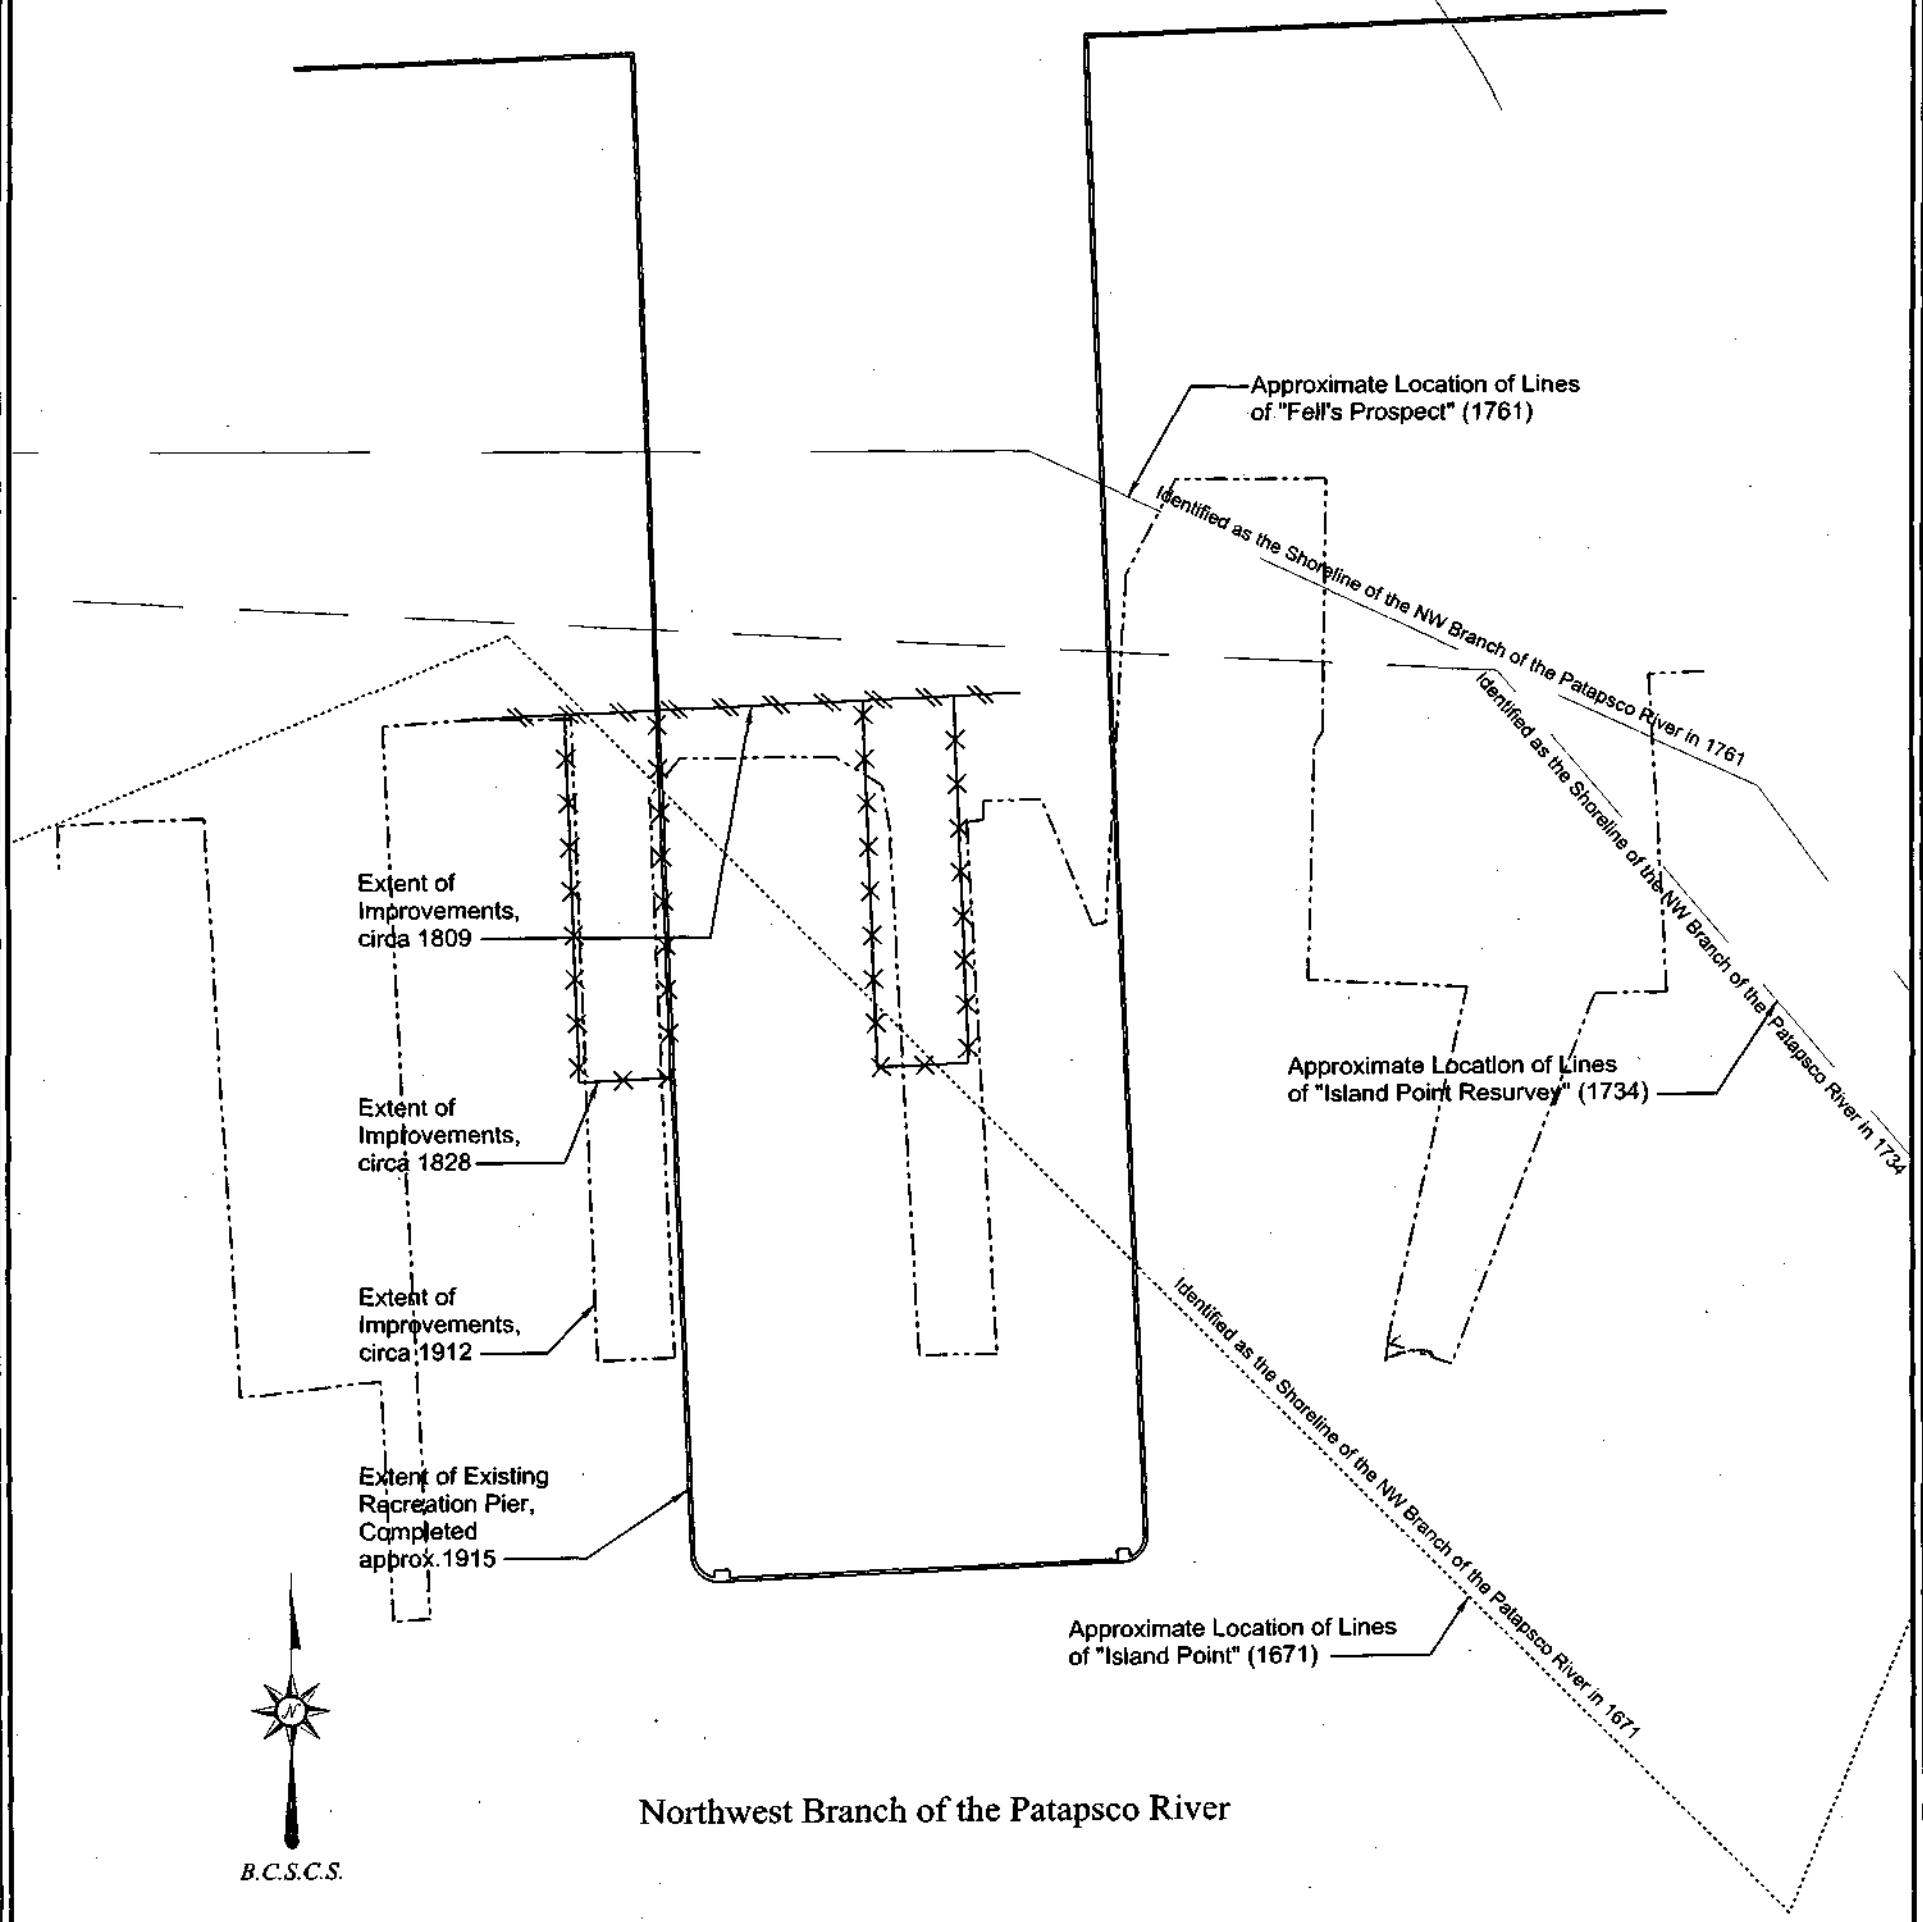 Approximate Location of Lines
of "Fell's Prospect" (1761)
Identified as the Shoreline of the NW Branch of the Patapsco River in 1761
Identified as the Shoreline of the NW Branch of the Patapsco River in 1734
Extent of
Improvements,
circa 1809
Approximate Location of Lines
of "Island Point Resurvey" (1734)
Extent of
Improvements,
circa 1828
Extent of
Improvements,
circa 1912
Identified as the Shoreline of the NW Branch of the Patapsco River in 1671
Extent of Existing
Recreation Pier,
Completed
approx.1915
Approximate Location of Lines
of "Island Point" (1671)
N
Northwest Branch of the Patapsco River
B.C.S.C.S.